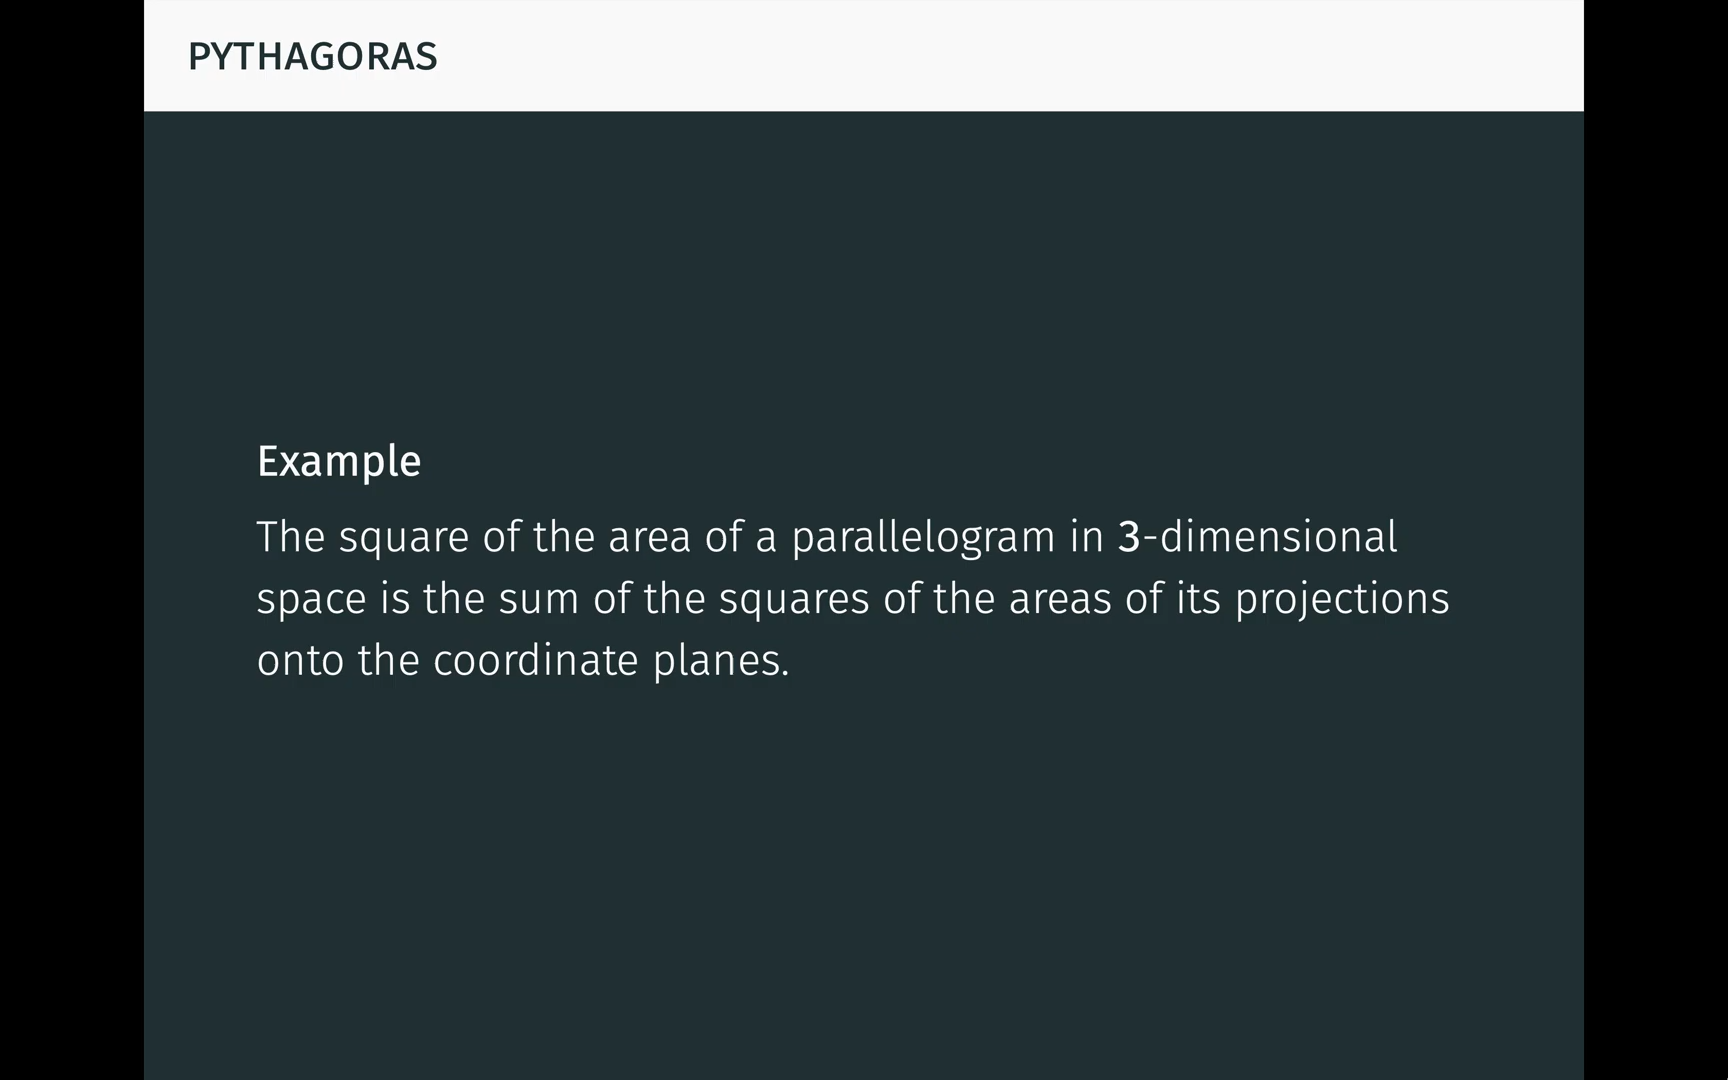 PYTHAGORAS
Example
The square of the area of a parallelogram in 3-dimensional
space is the sum of the squares of the areas of its projections
onto the coordinate planes.